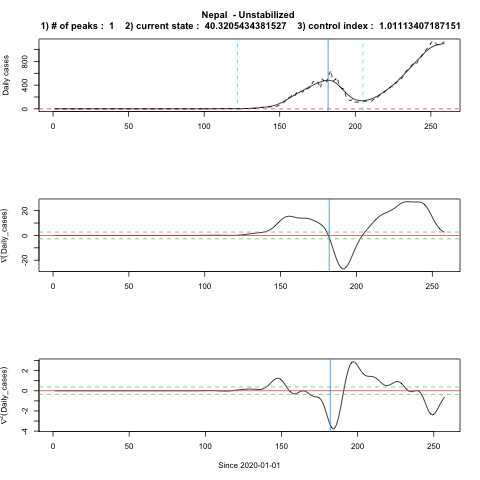 Nepal - Unstabilized
1) # of peaks : 1 2) current state : 40.3205434381527 3) control index : 1.01113407187151
Daily cases
0 400 800
0 50 100 150 200 250
∇(Daily_cases)
-20 0 20
0 50 100 150 200 250
∇²(Daily_cases)
-4 -2 0 2
0 50 100 150 200 250
Since 2020-01-01